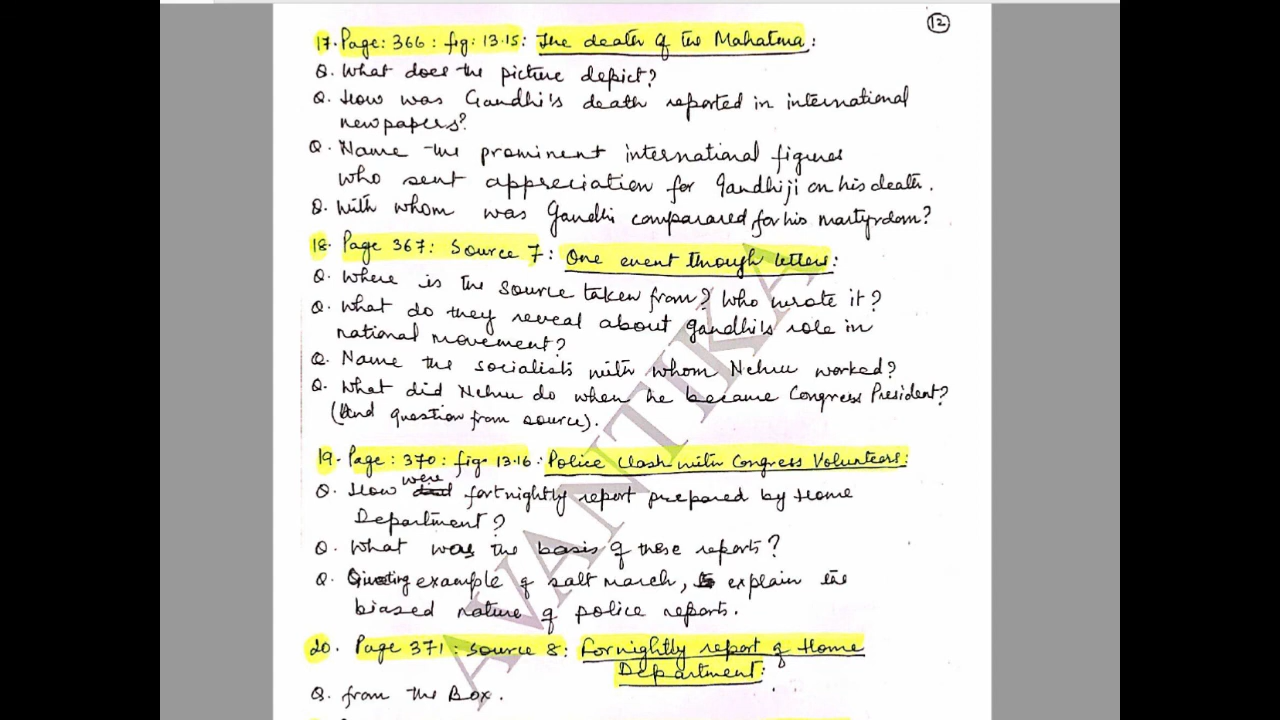 12
17. Page: 366: fig: 13.15: The death of the Mahatma:
Q. What does the picture depict?
Q. How was Gandhi's death reported in international
newpapers?
Q. Name the prominent international figures
who sent appreciation for Gandhiji on his death.
Q. With whom was Gandhi comparared for his martyrdom?
18. Page 367: Source 7: One event through letters:
Q. Where is the source taken from? Who wrote it?
Q. What do they reveal about Gandhi's role in
national movement?
Q. Name the socialists with whom Nehru worked?
Q. What did Nehru do when he became Congress President?
(And question from source).
19. Page: 370: fig: 13.16: Police Clash with Congress Volunteers:
Q. How were fortnightly report prepared by Home
Department?
Q. What was the basis of these reports?
Q. Giveting example of salt march, explain the
biased nature of police reports.
20. Page 371: Source 8: Fornightly report of Home
Department:
Q. from the Box.
AVANTIKA